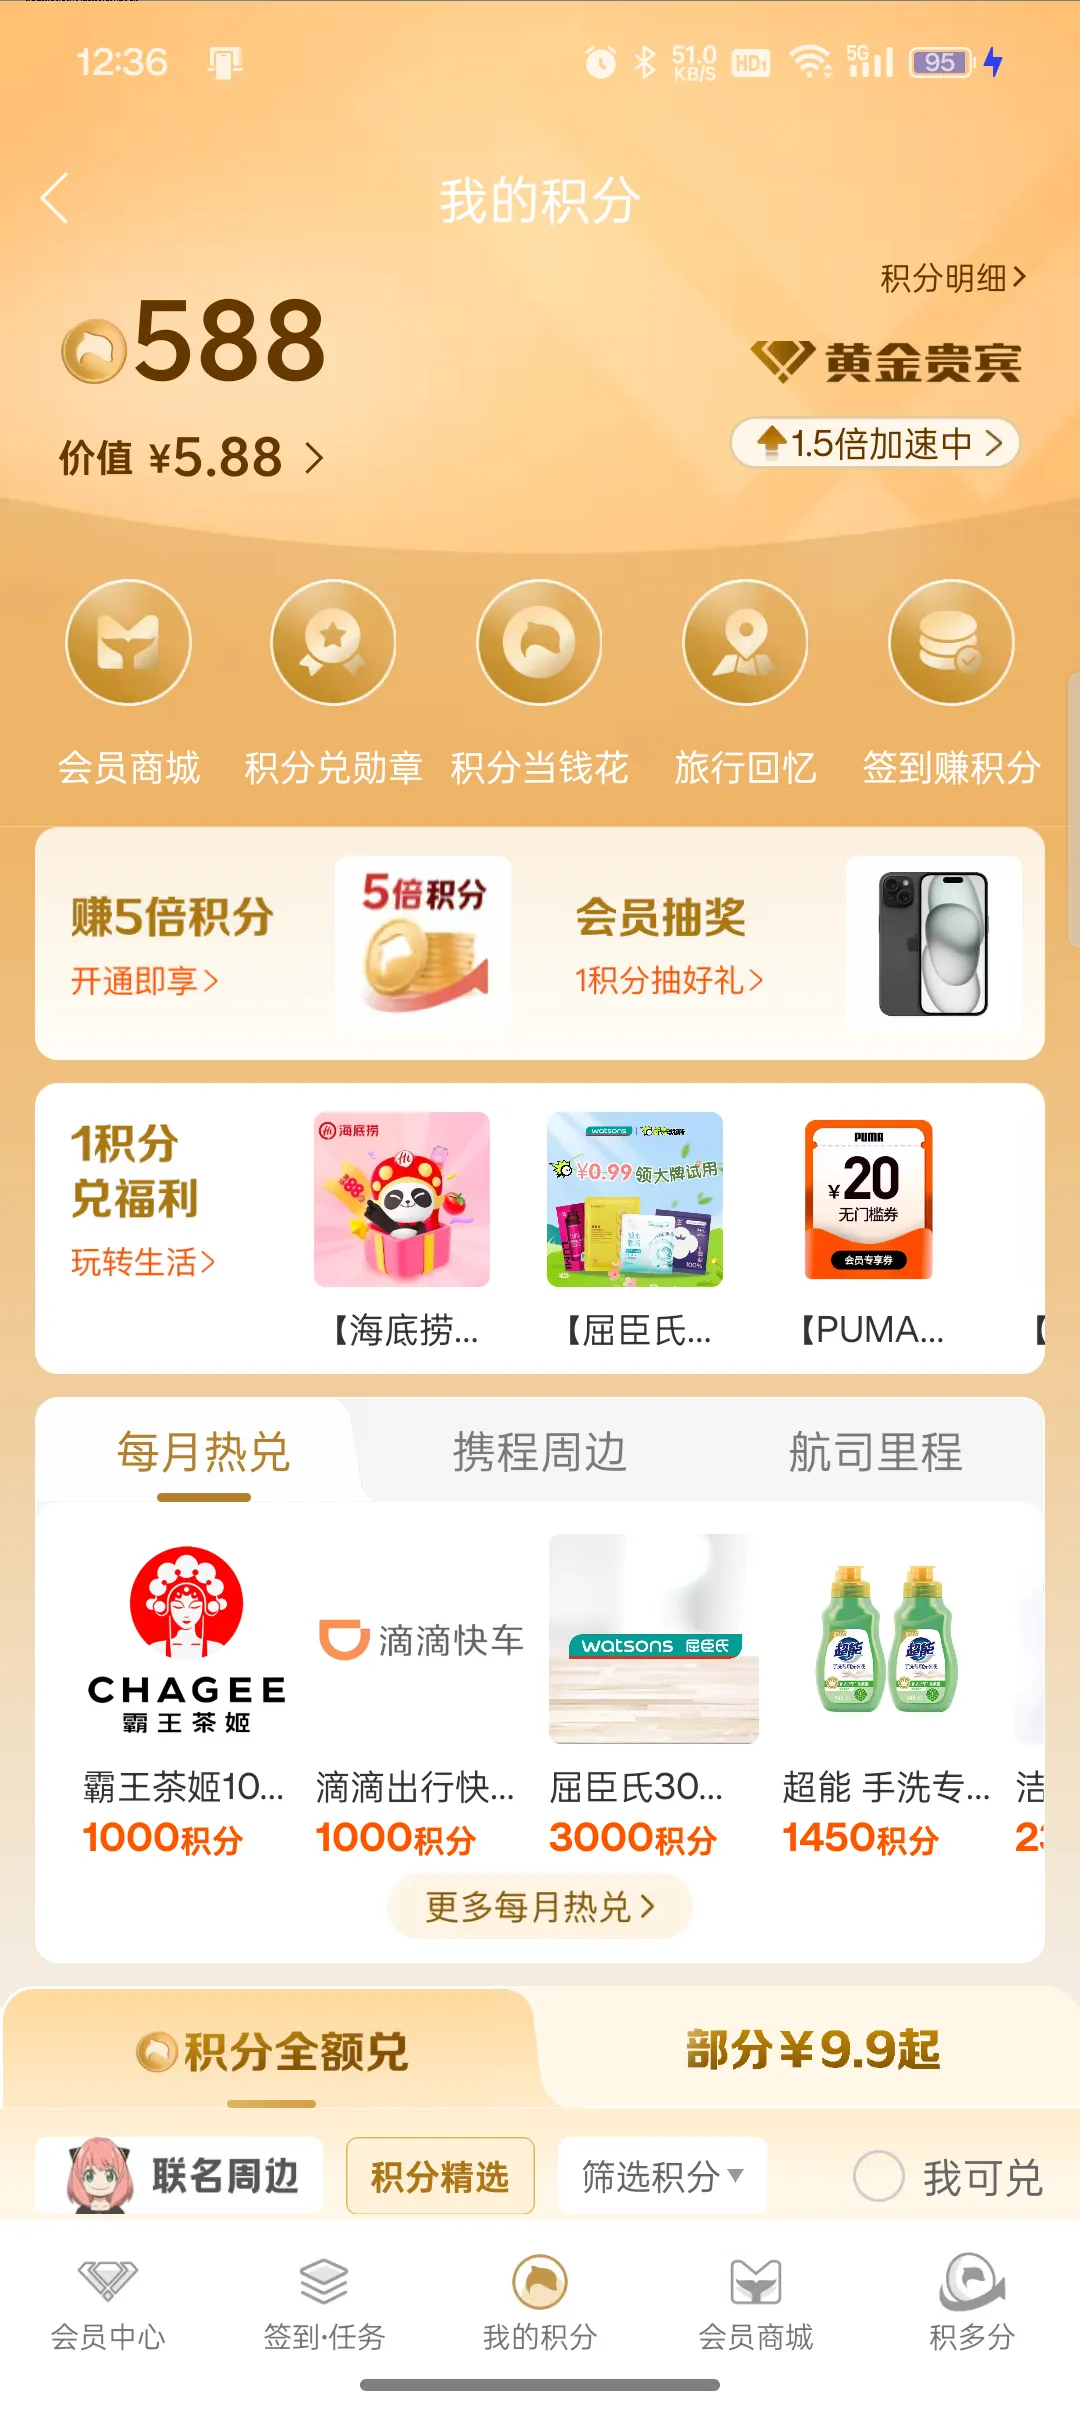 12:36
51.0 KB/S
HD1
5G
95
我的积分
积分明细
588
黄金贵宾
价值 ¥5.88
1.5倍加速中
会员商城
积分兑勋章
积分当钱花
旅行回忆
签到赚积分
赚5倍积分
开通即享
5倍积分
会员抽奖
1积分抽好礼
1积分
兑福利
玩转生活
Hi 海底捞
Hi
watsons
¥0.99 领大牌试用
PUMA
¥20
无门槛券
会员专享券
【海底捞...
【屈臣氏...
【PUMA...
【
每月热兑
携程周边
航司里程
CHAGEE
霸王茶姬
滴滴快车
watsons 屈臣氏
超能
超能
霸王茶姬10...
滴滴出行快...
屈臣氏30...
超能 手洗专...
洁
1000积分
1000积分
3000积分
1450积分
更多每月热兑
积分全额兑
部分¥9.9起
联名周边
积分精选
筛选积分
我可兑
会员中心
签到·任务
我的积分
会员商城
积多分